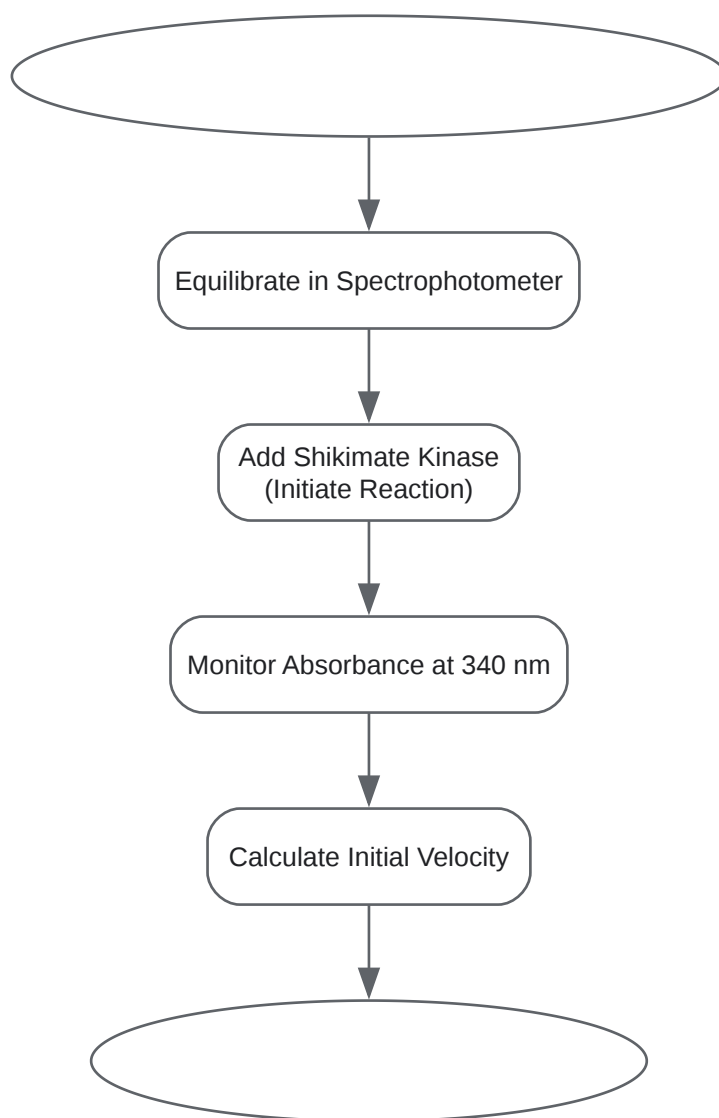 Equilibrate in Spectrophotometer
Add Shikimate Kinase
(Initiate Reaction)
Monitor Absorbance at 340 nm
Calculate Initial Velocity